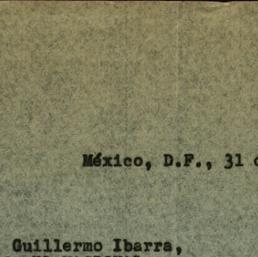 México, D.F., 31
Guillermo Ibarra,